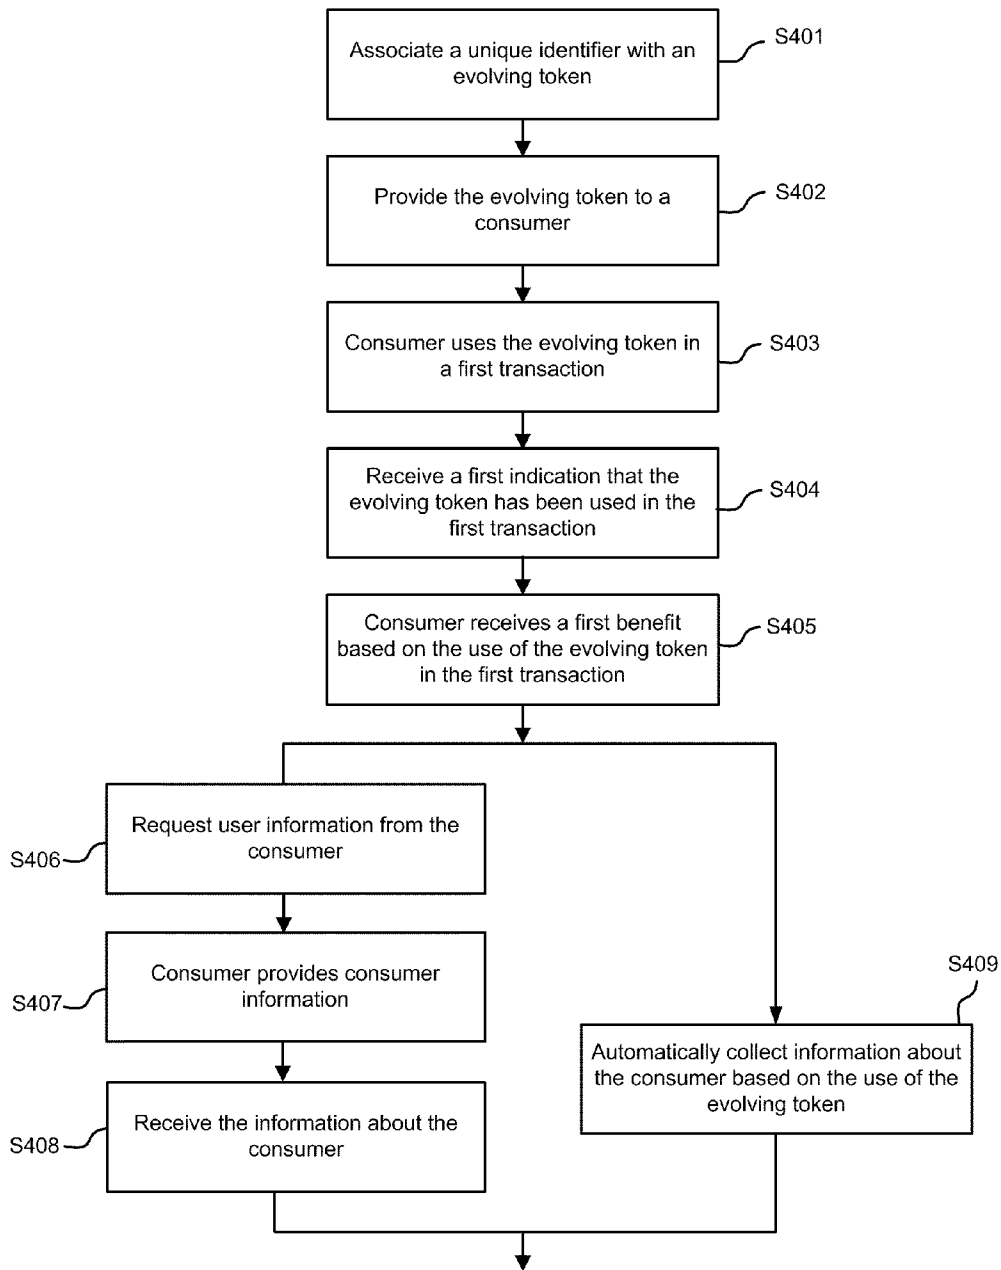 Associate a unique identifier with an
evolving token
S401
Provide the evolving token to a
consumer
S402
Consumer uses the evolving token in
a first transaction
S403
Receive a first indication that the
evolving token has been used in the
first transaction
S404
Consumer receives a first benefit
based on the use of the evolving token
in the first transaction
S405
Request user information from the
consumer
S406
Consumer provides consumer
information
S407
Receive the information about the
consumer
S408
S409
Automatically collect information about
the consumer based on the use of the
evolving token